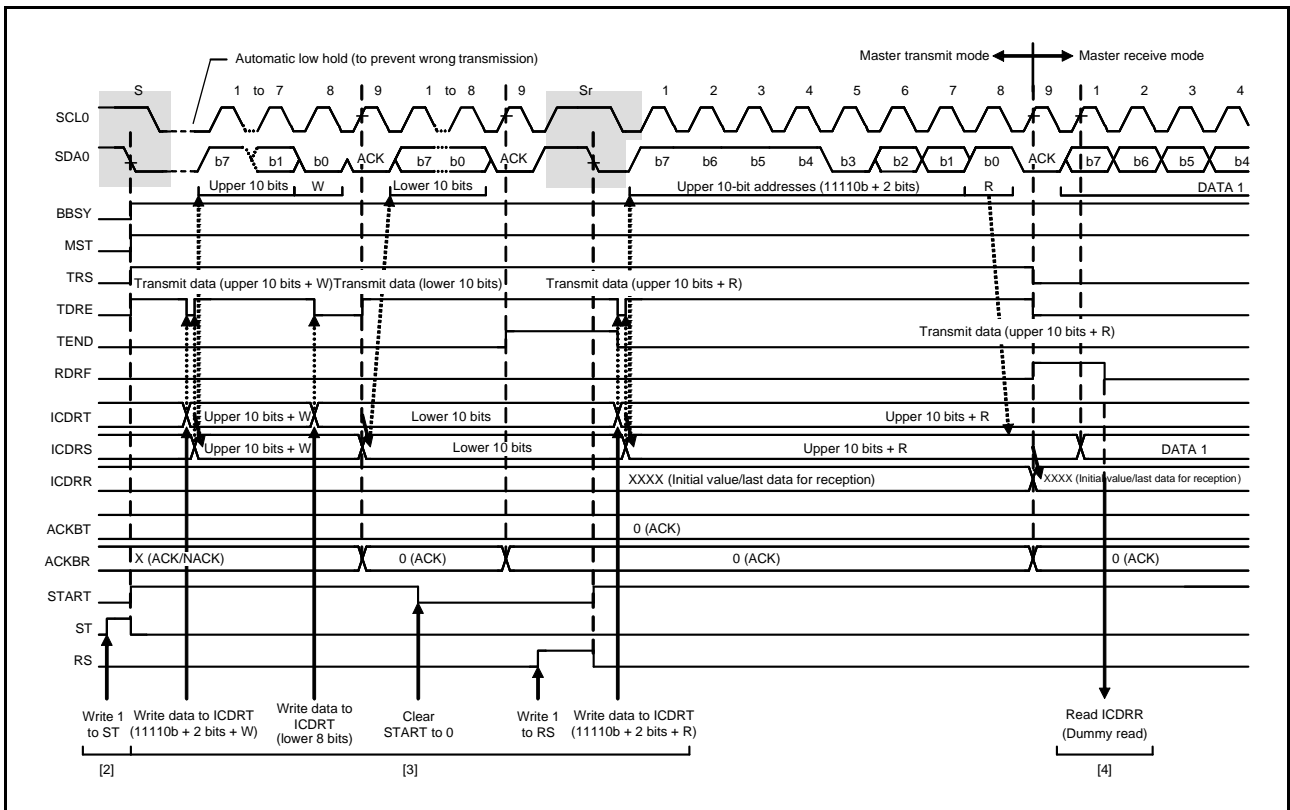 Automatic low hold (to prevent wrong transmission)
Master transmit mode
Master receive mode
S 1 to 7 8 9 1 to 8 9 Sr 1 2 3 4 5 6 7 8 9 1 2 3 4
SCL0
SDA0 b7 b1 b0 ACK b7 b0 ACK b7 b6 b5 b4 b3 b2 b1 b0 ACK b7 b6 b5 b4
Upper 10 bits W Lower 10 bits Upper 10-bit addresses (11110b + 2 bits) R DATA 1
BBSY
MST
TRS
Transmit data (upper 10 bits + W) Transmit data (lower 10 bits) Transmit data (upper 10 bits + R)
TDRE
TEND Transmit data (upper 10 bits + R)
RDRF
ICDRT Upper 10 bits + W Lower 10 bits Upper 10 bits + R
ICDRS Upper 10 bits + W Lower 10 bits Upper 10 bits + R DATA 1
ICDRR XXXX (Initial value/last data for reception) XXXX (Initial value/last data for reception)
ACKBT 0 (ACK)
ACKBR X (ACK/NACK) 0 (ACK) 0 (ACK) 0 (ACK)
START
ST
RS
Write 1
to ST
Write data to ICDRT
(11110b + 2 bits + W)
Write data to
ICDRT
(lower 8 bits)
Clear
START to 0
Write 1
to RS
Write data to ICDRT
(11110b + 2 bits + R)
Read ICDRR
(Dummy read)
[2] [3] [4]